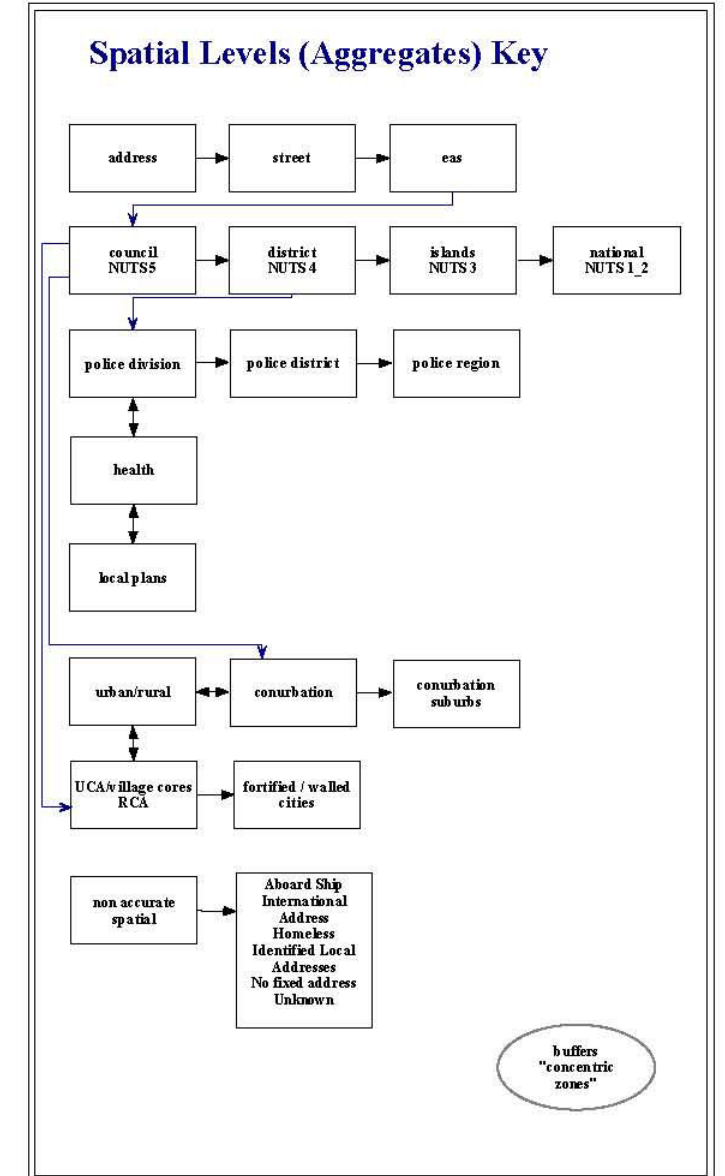 Spatial Levels (Aggregates) Key
address
street
eas
council
NUTS5
district
NUTS 4
islands
NUTS 3
national
NUTS 1_2
police division
police district
police region
health
local plans
urban/rural
conurbation
conurbation
suburbs
UCA/village cores
RCA
fortified / walled
cities
non accurate
spatial
Aboard Ship
International
Address
Homeless
Identified Local
Addresses
No fixed address
Unknown
buffers
"concentric
zones"